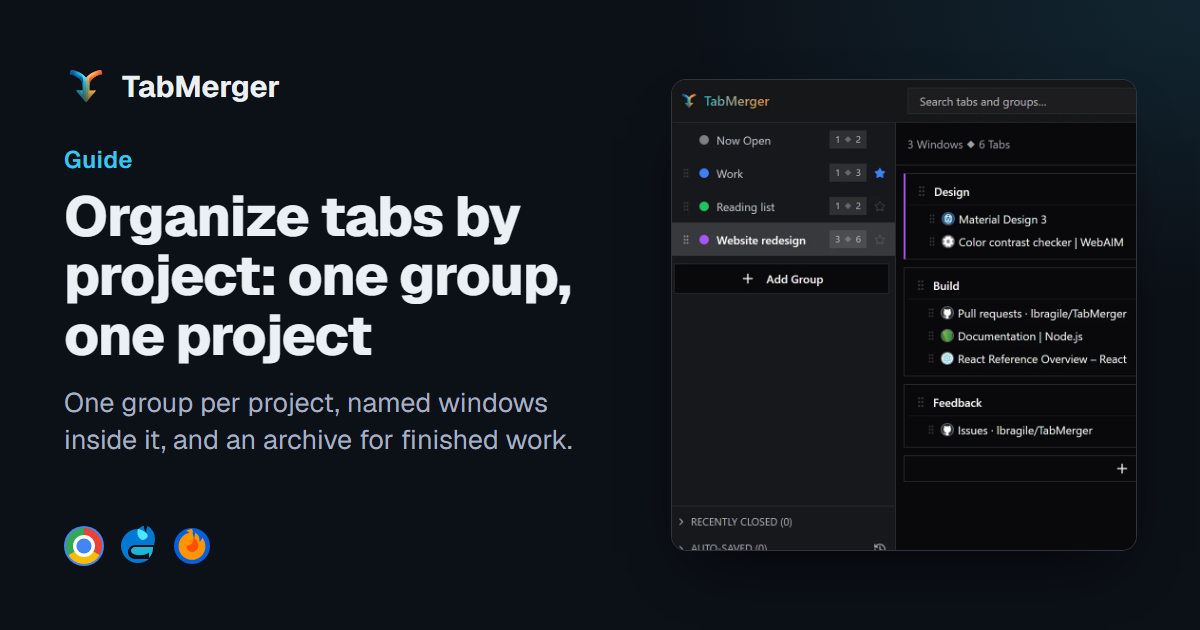 TabMerger
Guide
Organize tabs by
project: one group,
one project
One group per project, named windows
inside it, and an archive for finished work.
TabMerger
Search tabs and groups...
Now Open
1 ◆ 2
Work
1 ◆ 3
Reading list
1 ◆ 2
Website redesign
3 ◆ 6
+ Add Group
RECENTLY CLOSED (0)
AUTO-SAVED (0)
3 Windows ◆ 6 Tabs
Design
Material Design 3
Color contrast checker | WebAIM
Build
Pull requests · lbragile/TabMerger
Documentation | Node.js
React Reference Overview – React
Feedback
Issues · lbragile/TabMerger
+